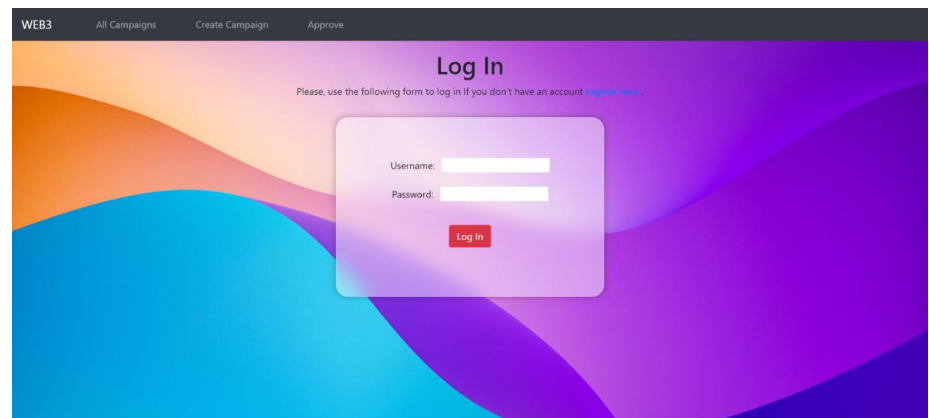 WEB3 All Campaigns Create Campaign Approve
Log In
Please, use the following form to log in If you don't have an account register here.
Username:
Password:
Log In